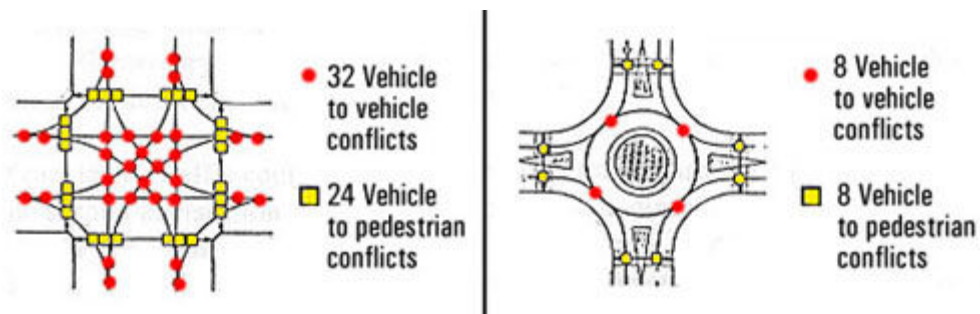 32 Vehicle
to vehicle
conflicts
24 Vehicle
to pedestrian
conflicts
8 Vehicle
to vehicle
conflicts
8 Vehicle
to pedestrian
conflicts